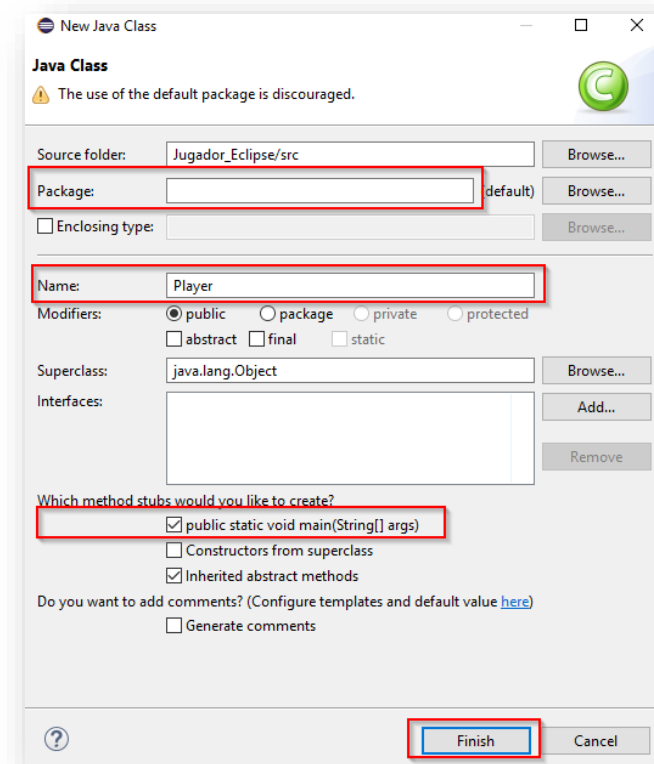 New Java Class
Java Class
The use of the default package is discouraged.
Source folder: Jugador_Eclipse/src Browse...
Package: (default) Browse...
Enclosing type: Browse...
Name: Player
Modifiers: public package private protected
abstract final static
Superclass: java.lang.Object Browse...
Interfaces: Add...
Remove
Which method stubs would you like to create?
public static void main(String[] args)
Constructors from superclass
Inherited abstract methods
Do you want to add comments? (Configure templates and default value here)
Generate comments
Finish Cancel